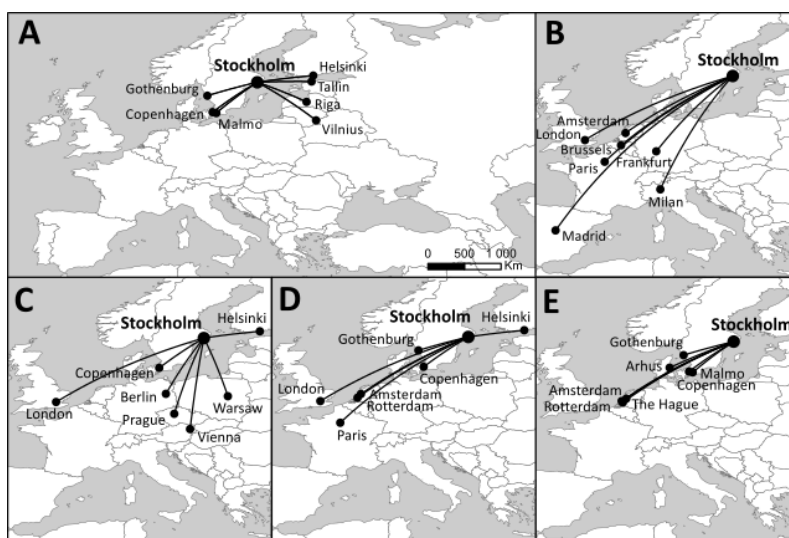 A
Stockholm
Helsinki
Tallin
Gothenburg
Riga
Copenhagen
Malmo
Vilnius
0 500 1 000
Km
B
Stockholm
Amsterdam
London
Brussels
Paris
Frankfurt
Milan
Madrid
C
Stockholm
Helsinki
Copenhagen
Berlin
London
Prague
Warsaw
Vienna
D
Stockholm
Helsinki
Gothenburg
Copenhagen
London
Amsterdam
Rotterdam
Paris
E
Stockholm
Gothenburg
Arhus
Malmo
Copenhagen
Amsterdam
Rotterdam
The Hague